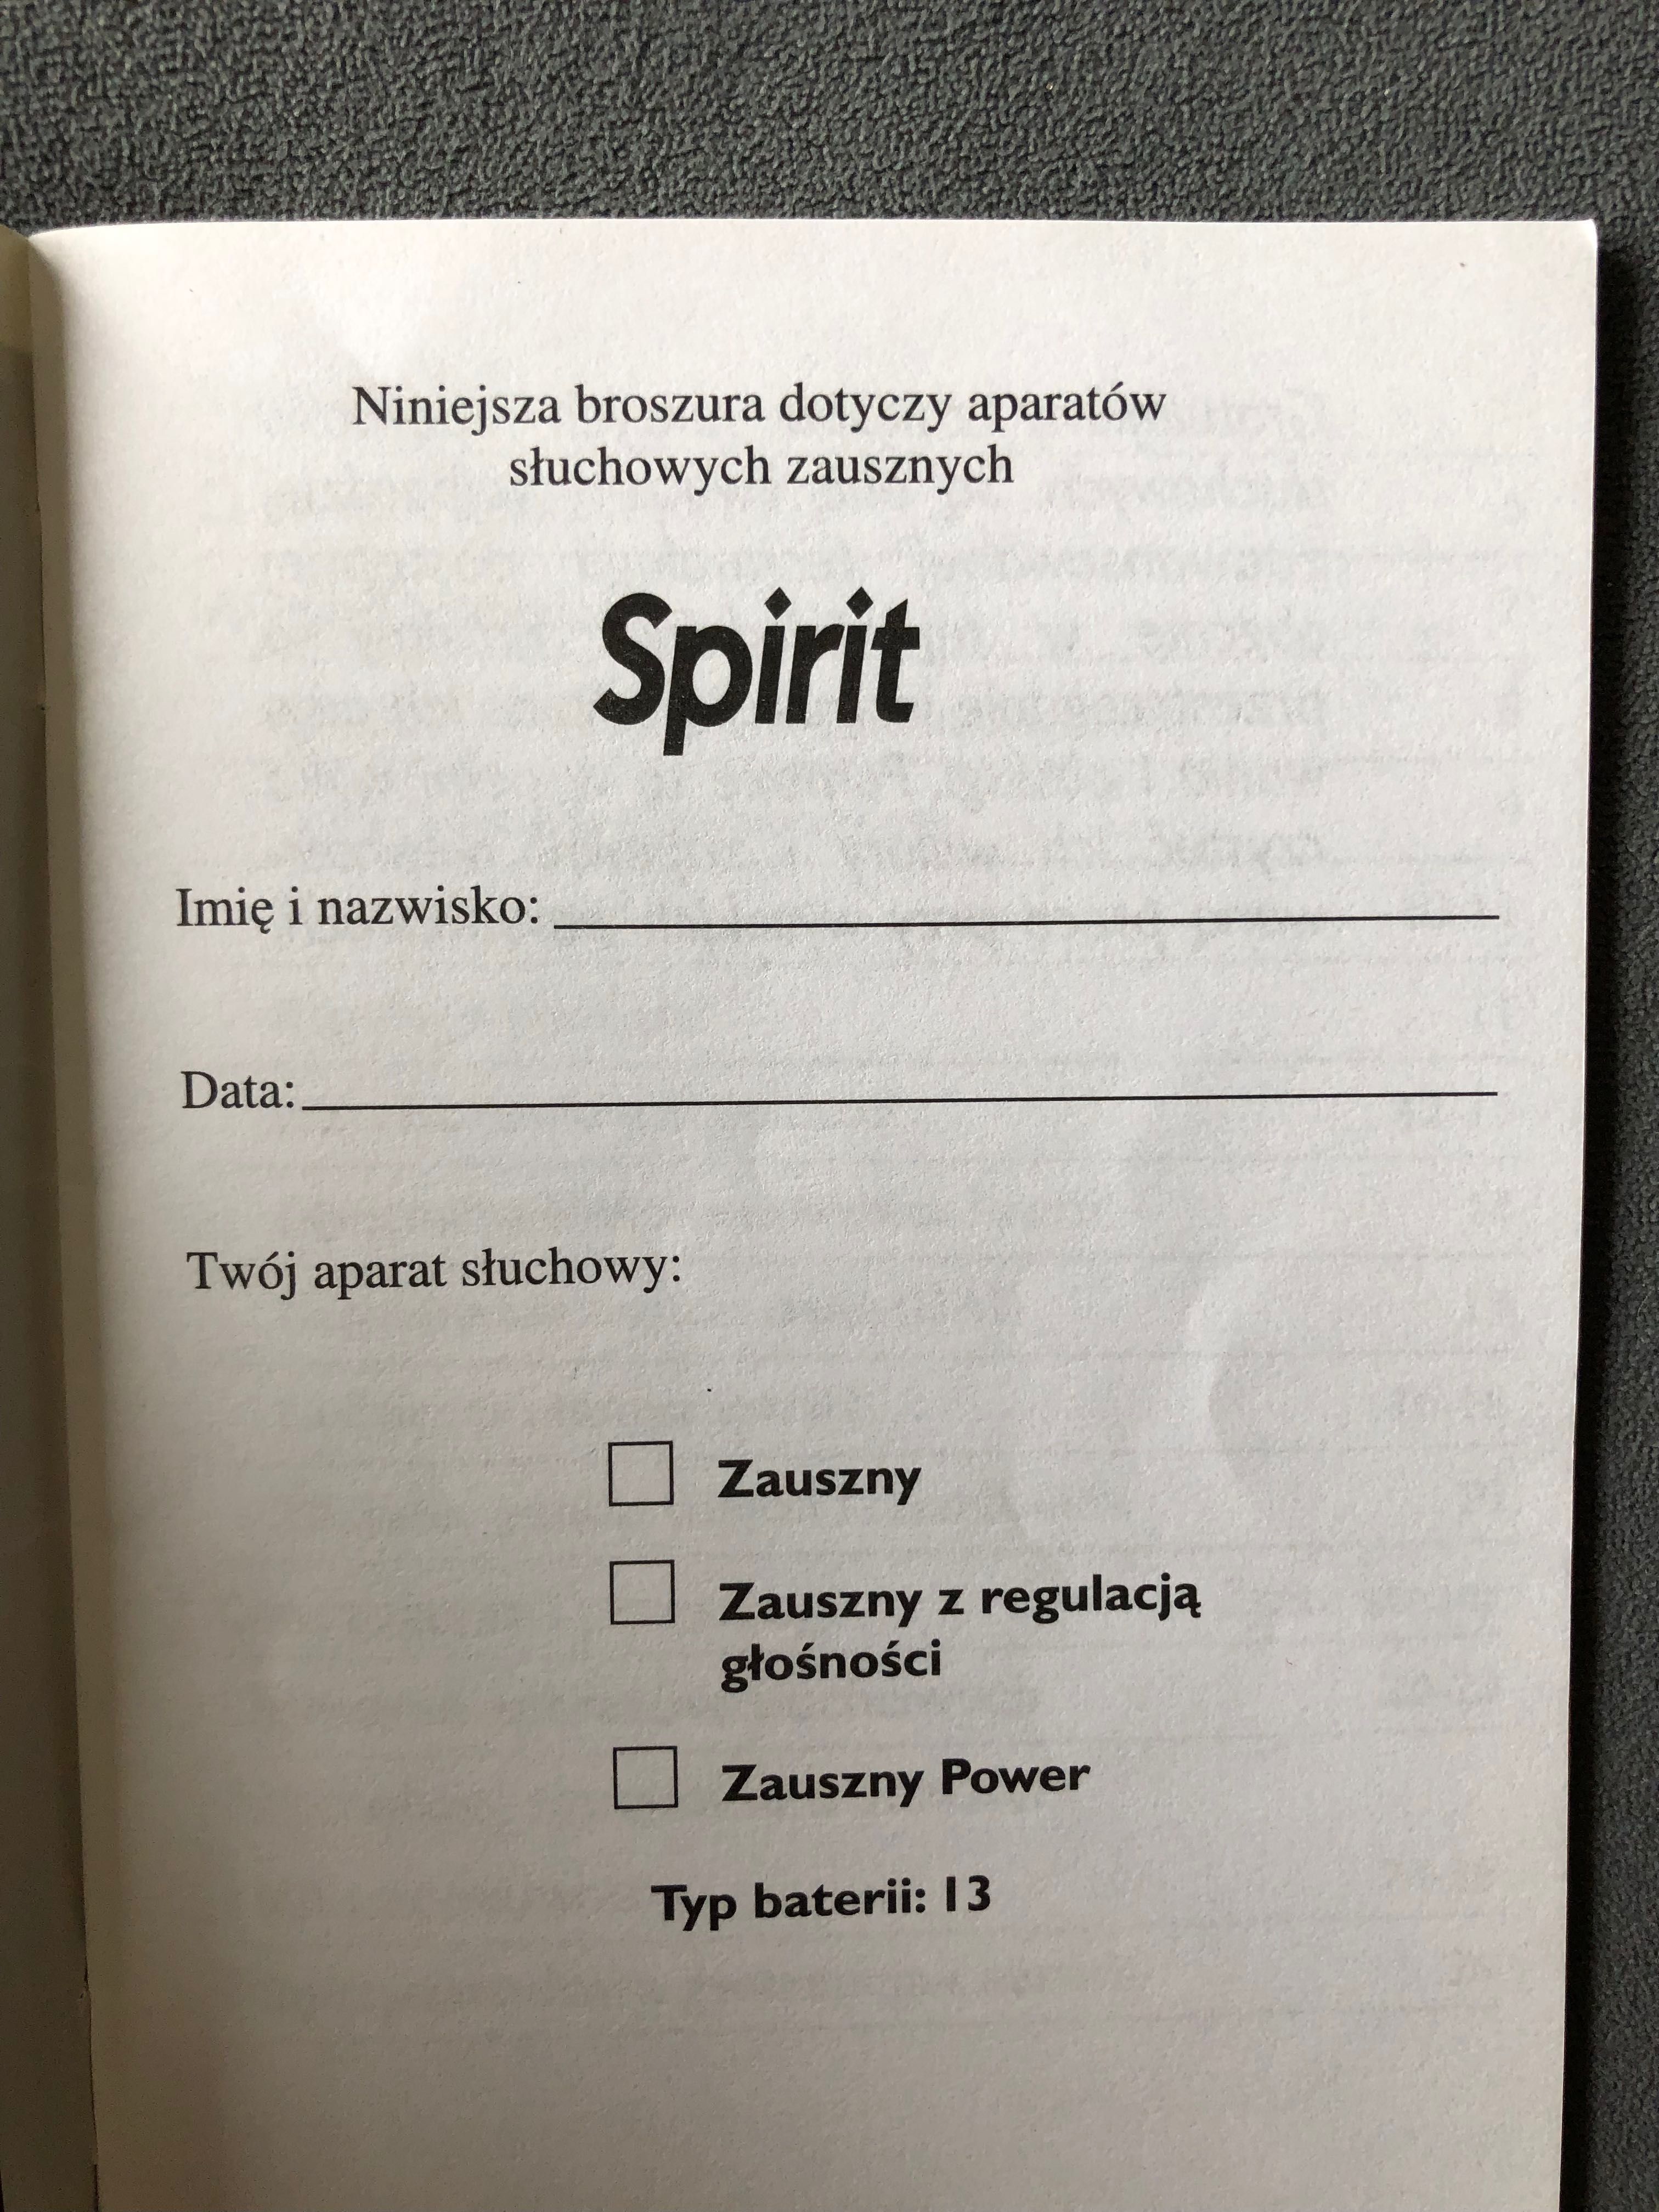 Niniejsza broszura dotyczy aparatów
słuchowych zausznych
Spirit
Imię i nazwisko:
Data:
Twój aparat słuchowy:
Zauszny
Zauszny z regulacją
głośności
Zauszny Power
Typ baterii: 13